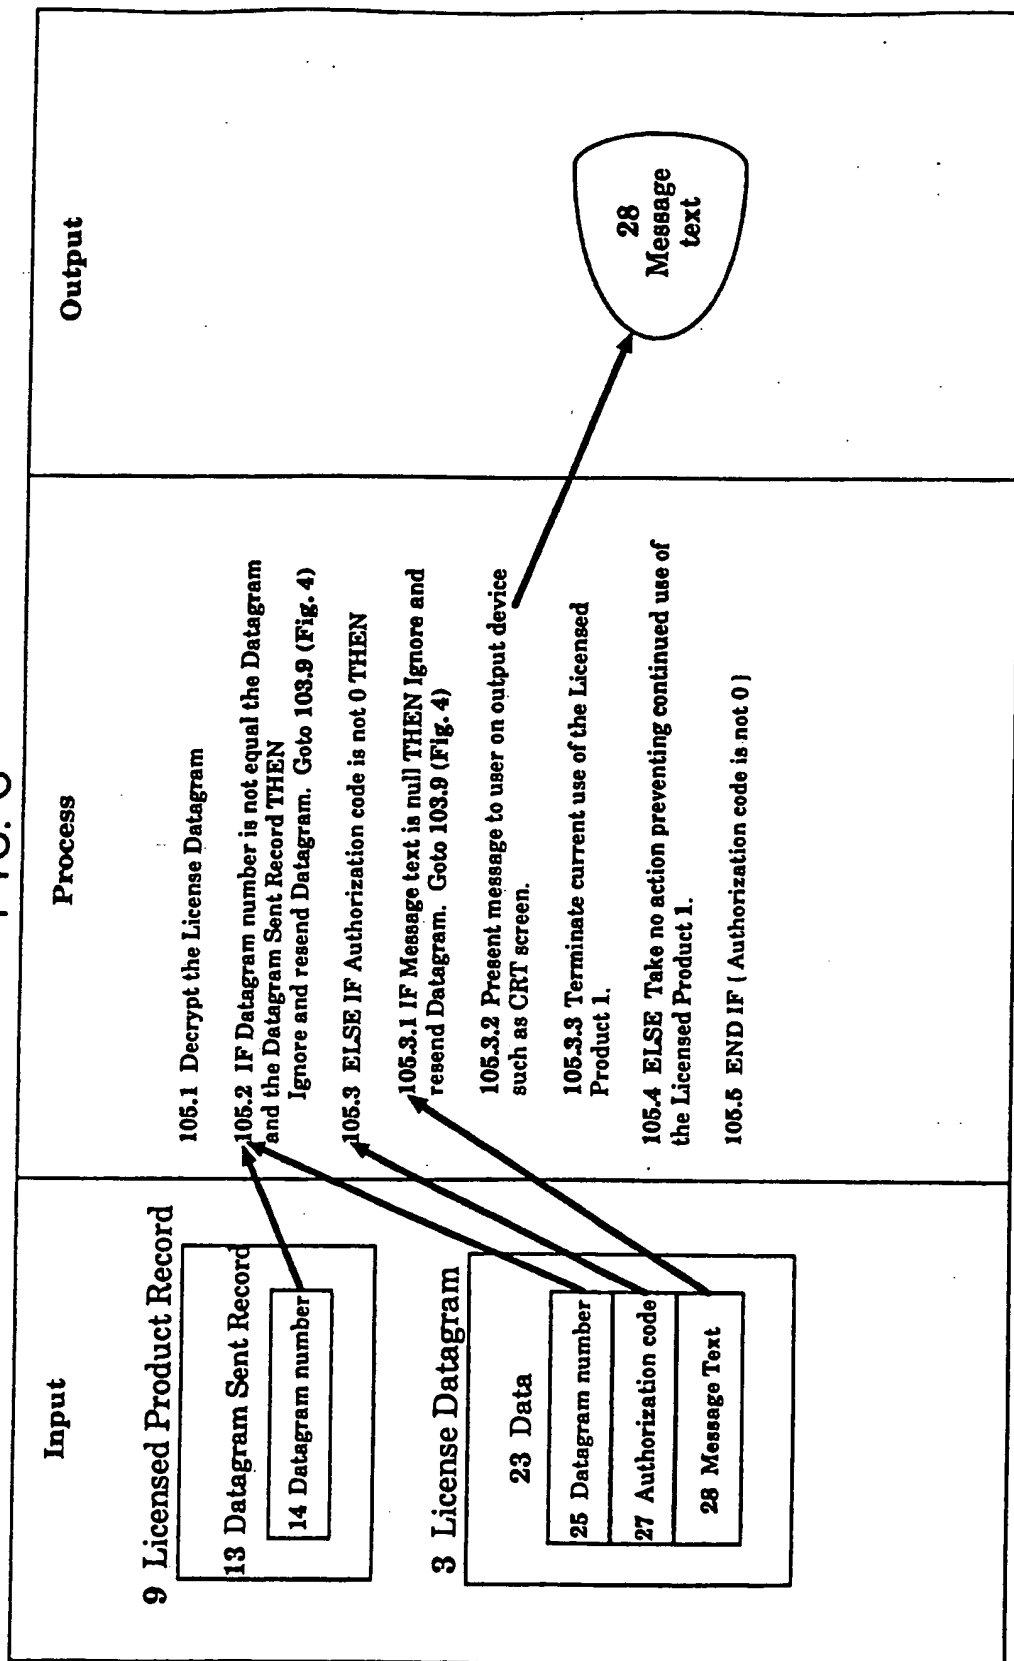 Input
Process
Output
9 Licensed Product Record
13 Datagram Sent Record
14 Datagram number
3 License Datagram
23 Data
25 Datagram number
27 Authorization code
28 Message Text
105.1 Decrypt the License Datagram
105.2 IF Datagram number is not equal the Datagram
and the Datagram Sent Record THEN
Ignore and resend Datagram. Goto 103.9 (Fig. 4)
105.3 ELSE IF Authorization code is not 0 THEN
105.3.1 IF Message text is null THEN Ignore and
resend Datagram. Goto 103.9 (Fig. 4)
105.3.2 Present message to user on output device
such as CRT screen.
105.3.3 Terminate current use of the Licensed
Product 1.
105.4 ELSE Take no action preventing continued use of
the Licensed Product 1.
105.5 END IF { Authorization code is not 0 }
28
Message
text